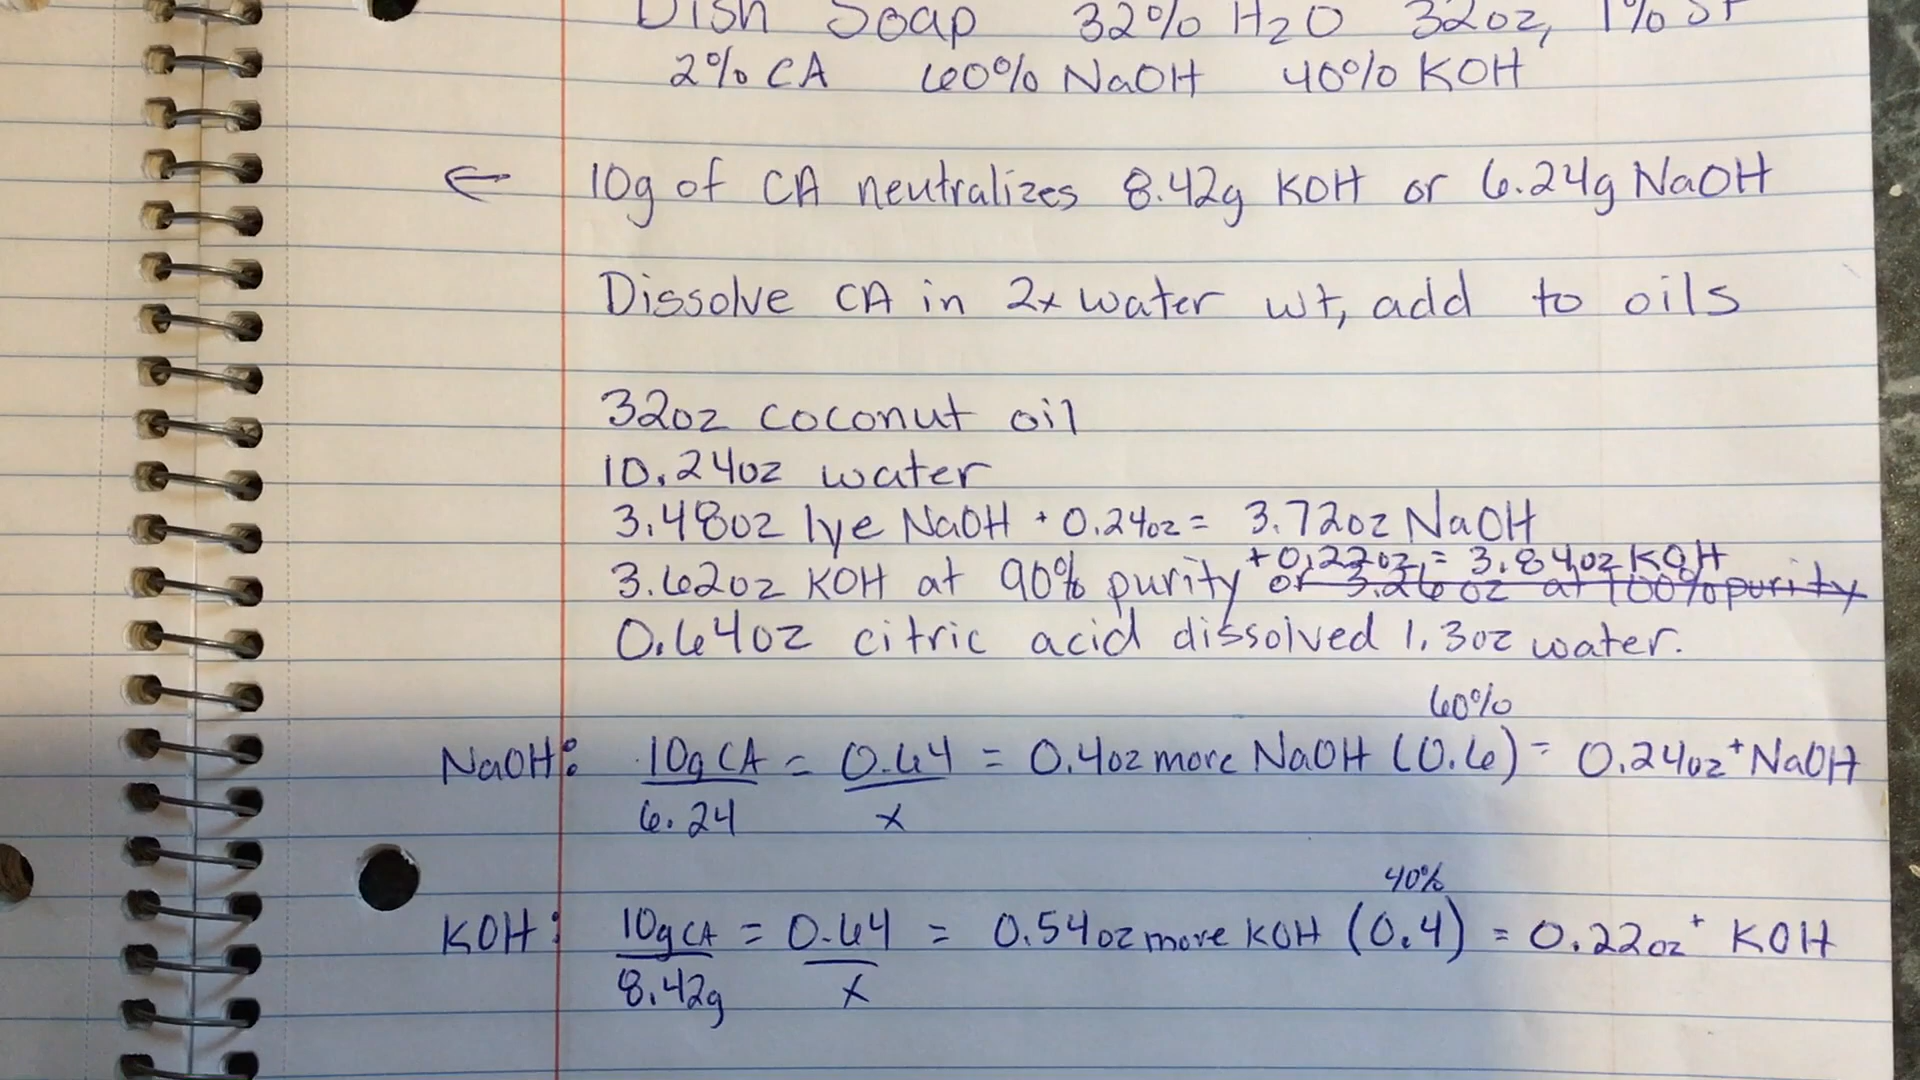 Dish Soap 32% H2O 32oz, 1% SF
2% CA 60% NaOH 40% KOH
← 10g of CA neutralizes 8.42g KOH or 6.24g NaOH
Dissolve CA in 2x water wt, add to oils
32oz coconut oil
10.24oz water
3.48oz lye NaOH + 0.24oz = 3.72oz NaOH
+0.22oz = 3.84oz KOH
3.62oz KOH at 90% purity or 3.26oz at 100% purity
0.64oz citric acid dissolved 1.3oz water.
60%
NaOH: 10g CA = 0.64 = 0.4oz more NaOH (0.6) = 0.24oz + NaOH
6.24 x
40%
KOH: 10g CA = 0.64 = 0.54oz more KOH (0.4) = 0.22oz + KOH
8.42g x